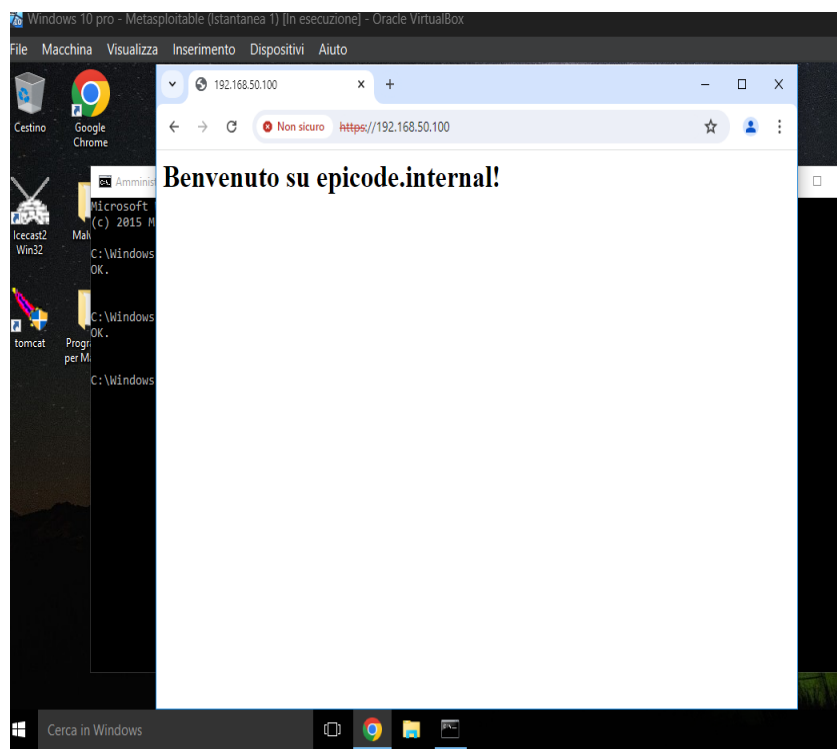 Windows 10 pro - Metasploitable (Istantanea 1) [In esecuzione] - Oracle VirtualBox
File Macchina Visualizza Inserimento Dispositivi Aiuto
192.168.50.100
Non sicuro https://192.168.50.100
Benvenuto su epicode.internal!
Cestino
Google
Chrome
Icecast2
Win32
tomcat
per
Microsoft
(c) 2015
C:\Windows
OK.
C:\Windows
OK.
C:\Windows
Cerca in Windows